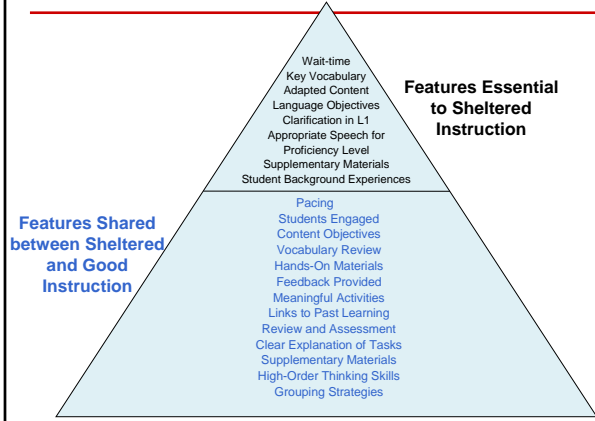 Wait-time
Key Vocabulary
Adapted Content
Language Objectives
Clarification in L1
Appropriate Speech for
Proficiency Level
Supplementary Materials
Student Background Experiences
Features Essential
to Sheltered
Instruction
Features Shared
between Sheltered
and Good
Instruction
Pacing
Students Engaged
Content Objectives
Vocabulary Review
Hands-On Materials
Feedback Provided
Meaningful Activities
Links to Past Learning
Review and Assessment
Clear Explanation of Tasks
Supplementary Materials
High-Order Thinking Skills
Grouping Strategies